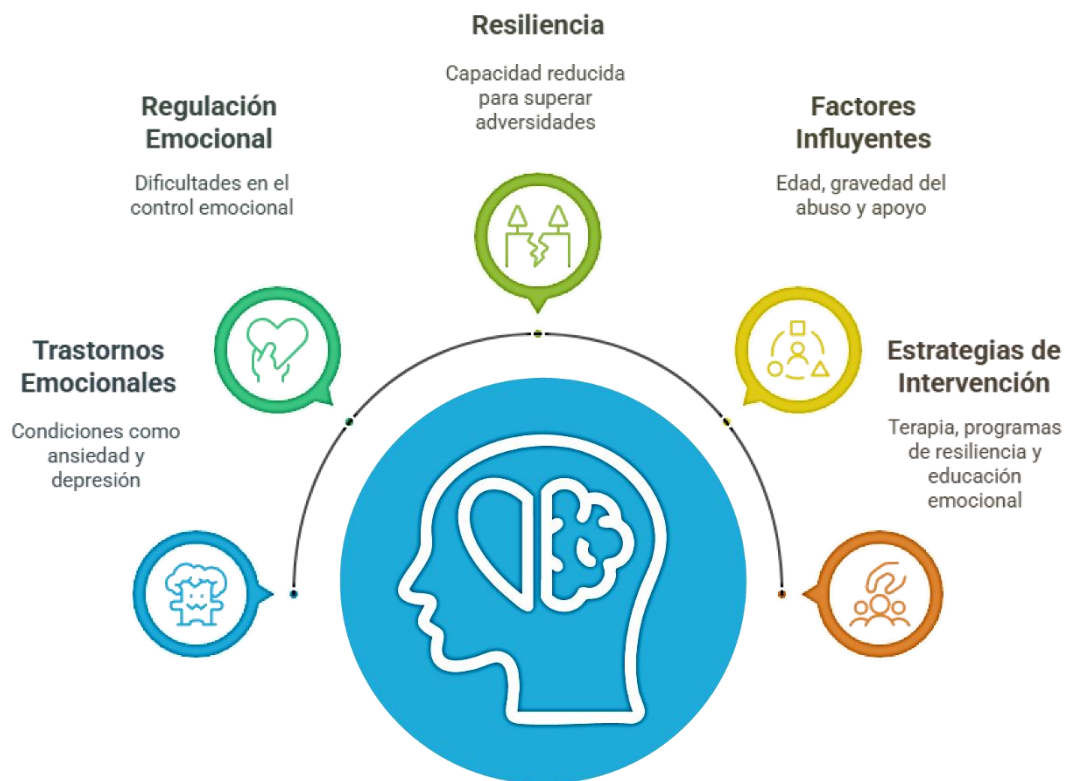 Resiliencia
Capacidad reducida
para superar
adversidades
Regulación
Emocional
Dificultades en el
control emocional
Factores
Influyentes
Edad, gravedad del
abuso y apoyo
Trastornos
Emocionales
Condiciones como
ansiedad y
depresión
Estrategias de
Intervención
Terapia, programas
de resiliencia y
educación
emocional